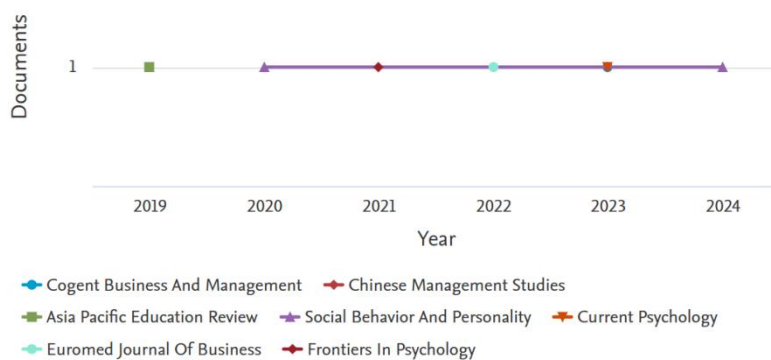 Documents
1
2019 2020 2021 2022 2023 2024
Year
Cogent Business And Management Chinese Management Studies
Asia Pacific Education Review Social Behavior And Personality Current Psychology
Euromed Journal Of Business Frontiers In Psychology